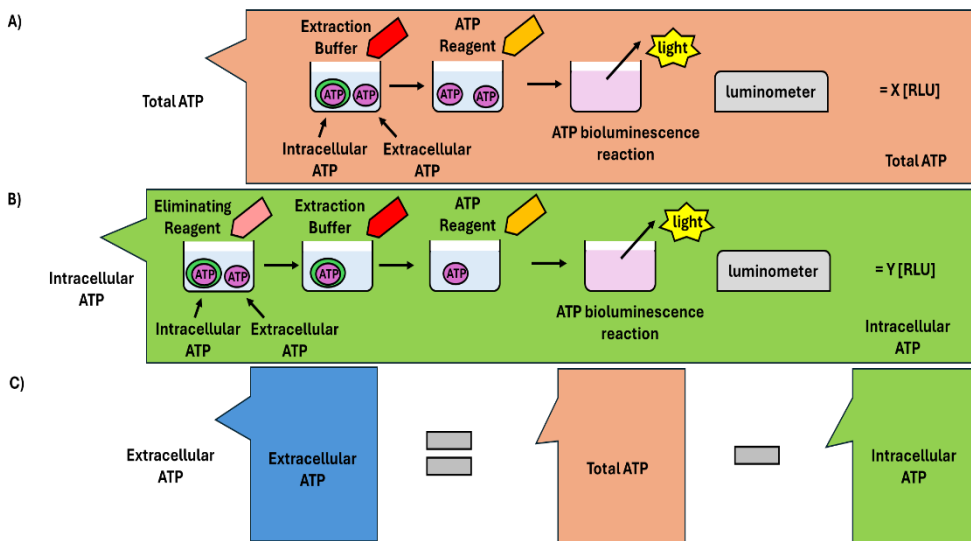 A)
Extraction
Buffer
ATP
Reagent
light
ATP
ATP
ATP
ATP
luminometer
= X [RLU]
Total ATP
Intracellular
ATP
Extracellular
ATP
ATP bioluminescence
reaction
Total ATP
B)
Eliminating
Reagent
Extraction
Buffer
ATP
Reagent
light
ATP
ATP
ATP
ATP
luminometer
= Y [RLU]
Intracellular
ATP
Intracellular
ATP
Extracellular
ATP
ATP bioluminescence
reaction
Intracellular
ATP
C)
Extracellular
ATP
Extracellular
ATP
Total ATP
Intracellular
ATP